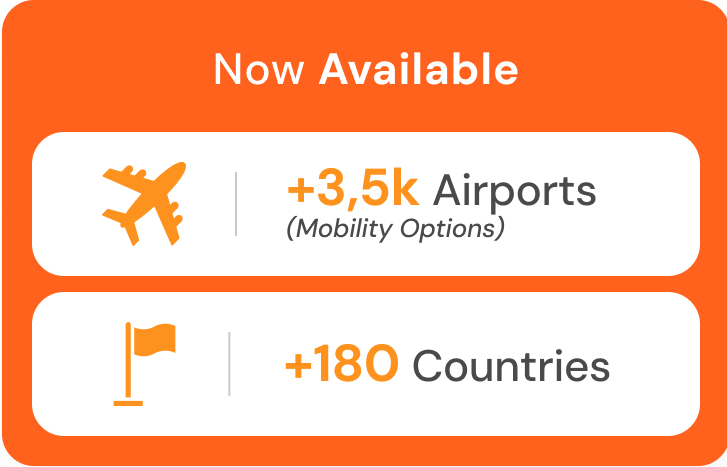 Now Available
+3,5k Airports
(Mobility Options)
+180 Countries